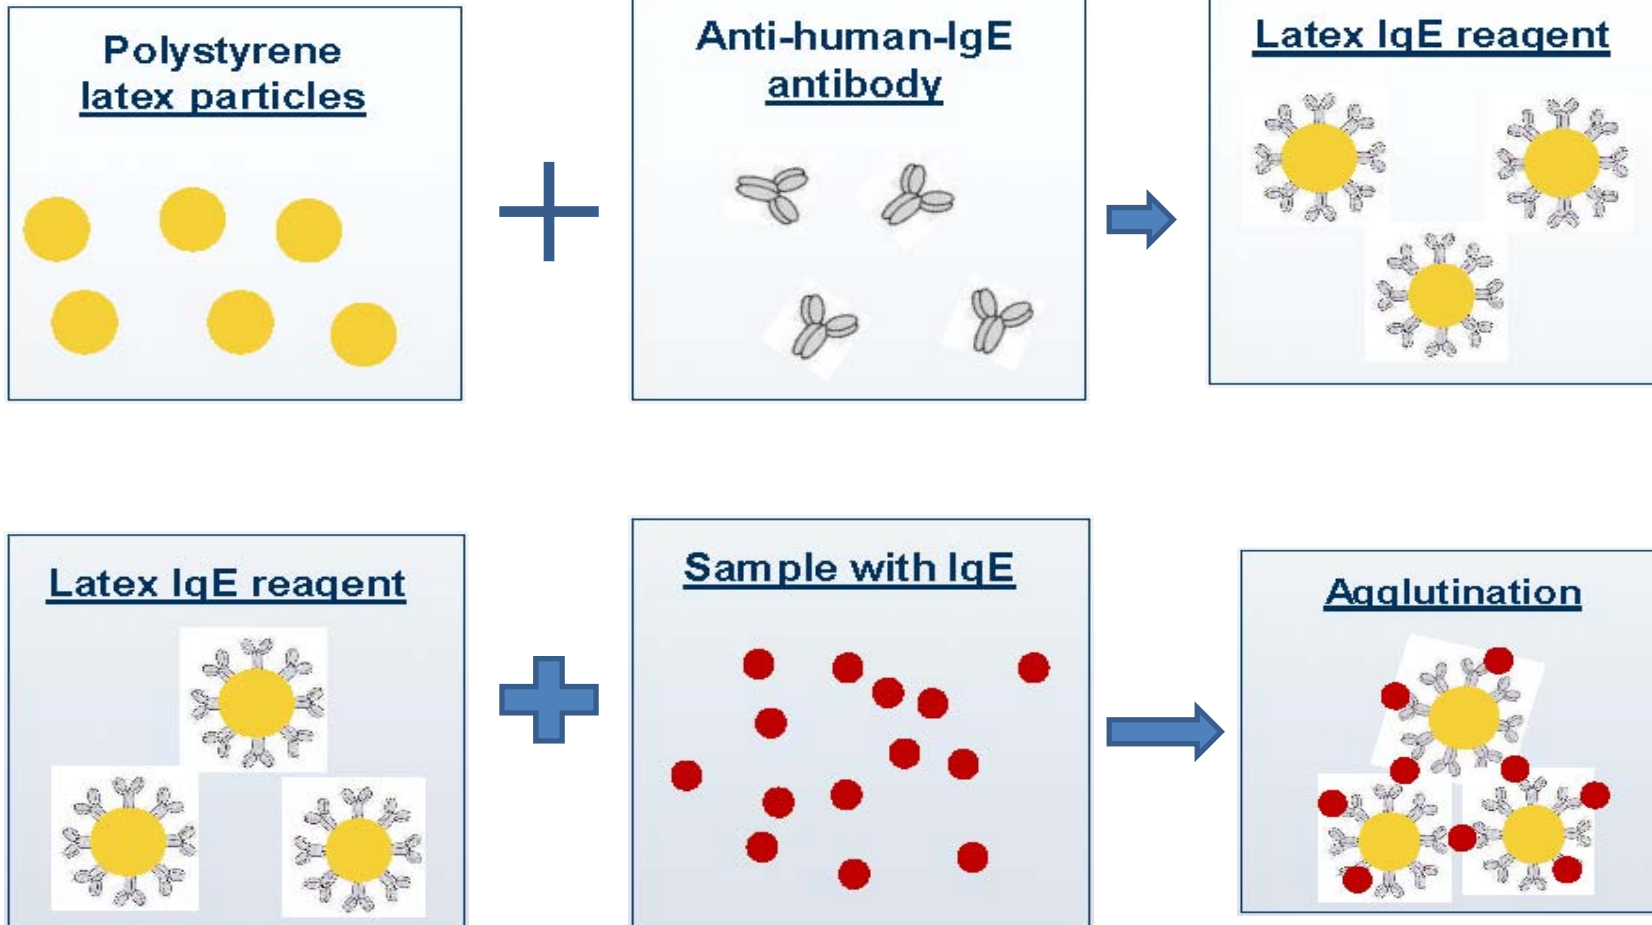 Polystyrene
latex particles
Anti-human-IgE
antibody
Latex IgE reagent
Latex IgE reagent
Sample with IgE
Agglutination